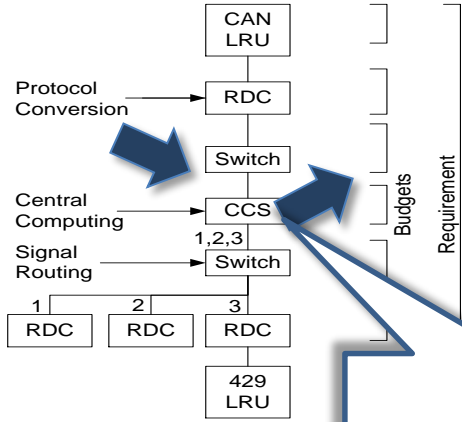 CAN
LRU
Protocol
Conversion
RDC
Switch
Central
Computing
CCS
Budgets
Requirement
1,2,3
Signal
Routing
Switch
1 2 3
RDC RDC RDC
429
LRU